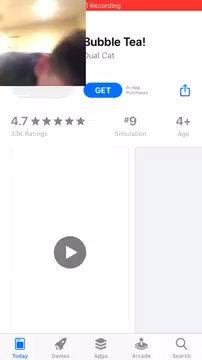 Recording
Bubble Tea!
Dual Cat
GET
In-App
Purchases
4.7
#9
4+
33K Ratings
Simulation
Age
Today
Games
Apps
Arcade
Search